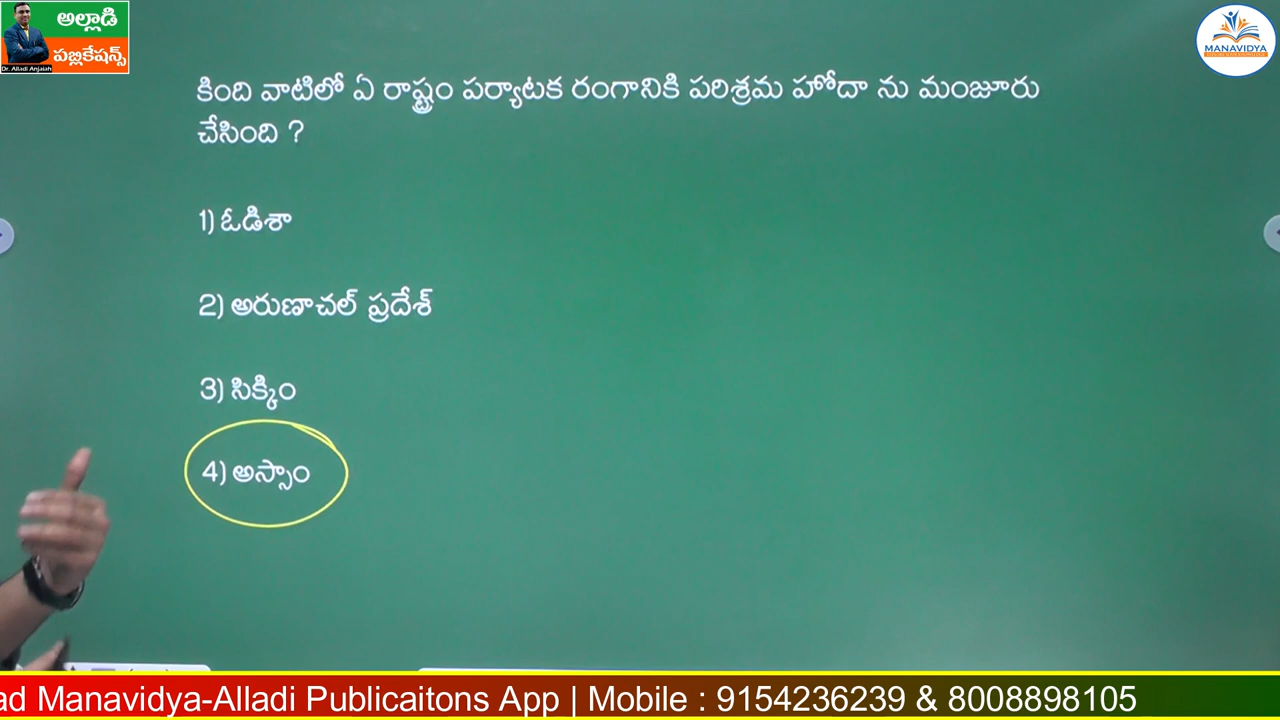 అల్లాడి
పబ్లికేషన్స్
Dr. Alladi Anjaiah
MANAVIDYA
కింది వాటిలో ఏ రాష్ట్రం పర్యాటక రంగానికి పరిశ్రమ హోదా ను మంజూరు
చేసింది ?
1) ఓడిశా
2) అరుణాచల్ ప్రదేశ్
3) సిక్కిం
4) అస్సాం
ad Manavidya-Alladi Publicaitons App | Mobile : 9154236239 & 8008898105